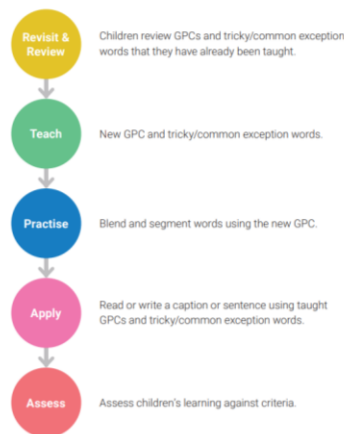 Revisit &
Review
Children review GPCs and tricky/common exception
words that they have already been taught.
Teach
New GPC and tricky/common exception words.
Practise
Blend and segment words using the new GPC.
Apply
Read or write a caption or sentence using taught
GPCs and tricky/common exception words.
Assess
Assess children's learning against criteria.